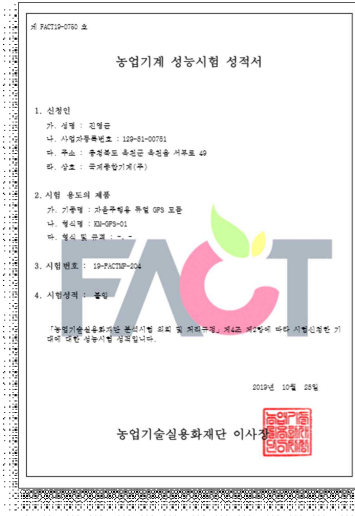 제 FACT19-0750 호
농업기계 성능시험 성적서
1. 신청인
가. 성명 : 진영균
나. 사업자등록번호 : 129-81-00751
다. 주소 : 충청북도 옥천군 옥천읍 서부로 49
라. 상호 : 국제종합기계(주)
2. 시험 용도의 제품
가. 기종명 : 자율주행용 듀얼 GPS 모듈
나. 형식명 : KM-GPS-01
다. 형식 및 규격 : -, -
3. 시험번호 : 19-FACTMP-204
4. 시험성적 : 붙임
FACT
「농업기술실용화재단 분석시험 의뢰 및 처리규정」 제4조 제2항에 따라 시험신청한 기
대에 대한 성능시험 성적입니다.
2019년 10월 28일
농업기술실용화재단 이사장